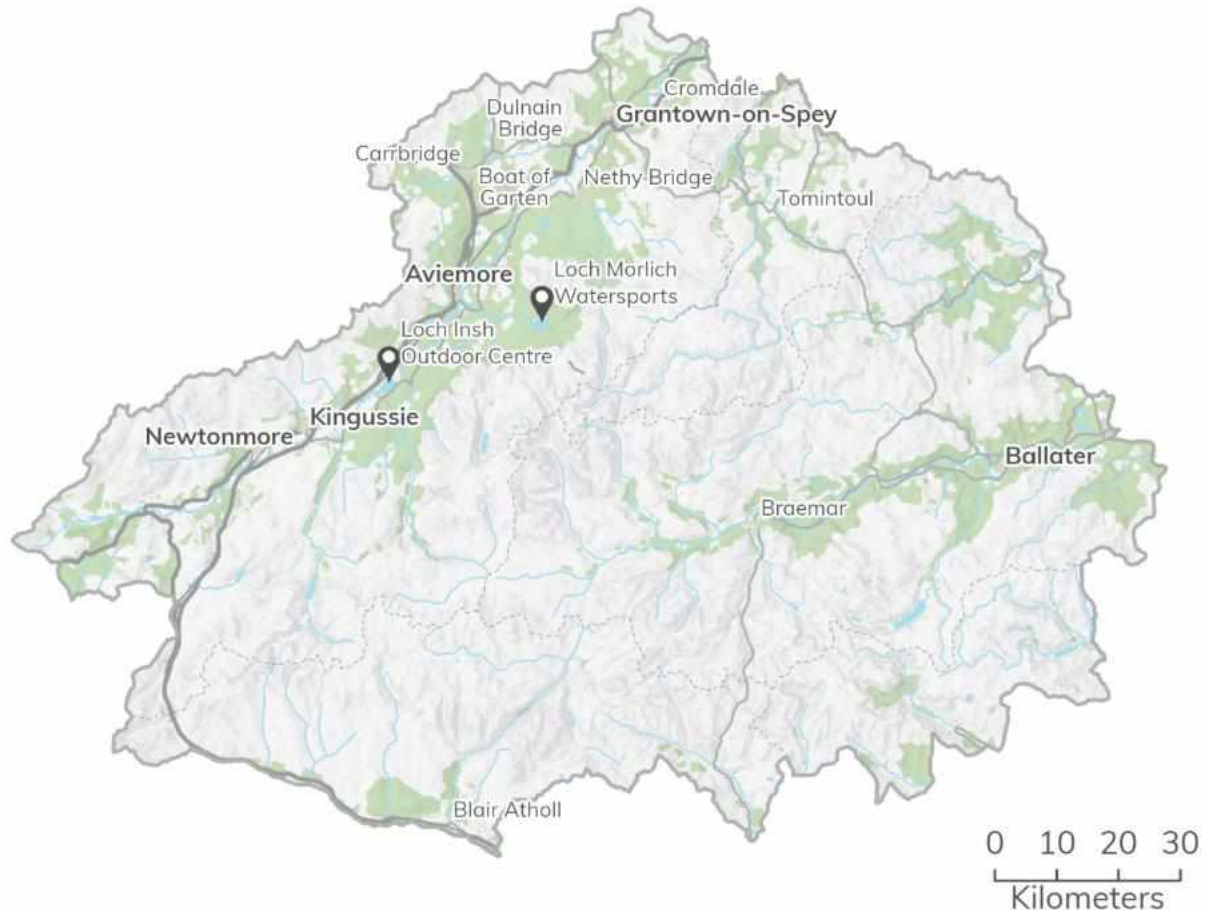 Cromdale
Grantown-on-Spey
Dulnain
Bridge
Carrbridge
Boat of
Garten
Nethy Bridge
Tomintoul
Aviemore
Loch Morlich
Watersports
Loch Insh
Outdoor Centre
Kingussie
Newtonmore
Ballater
Braemar
Blair Atholl
0 10 20 30
Kilometers